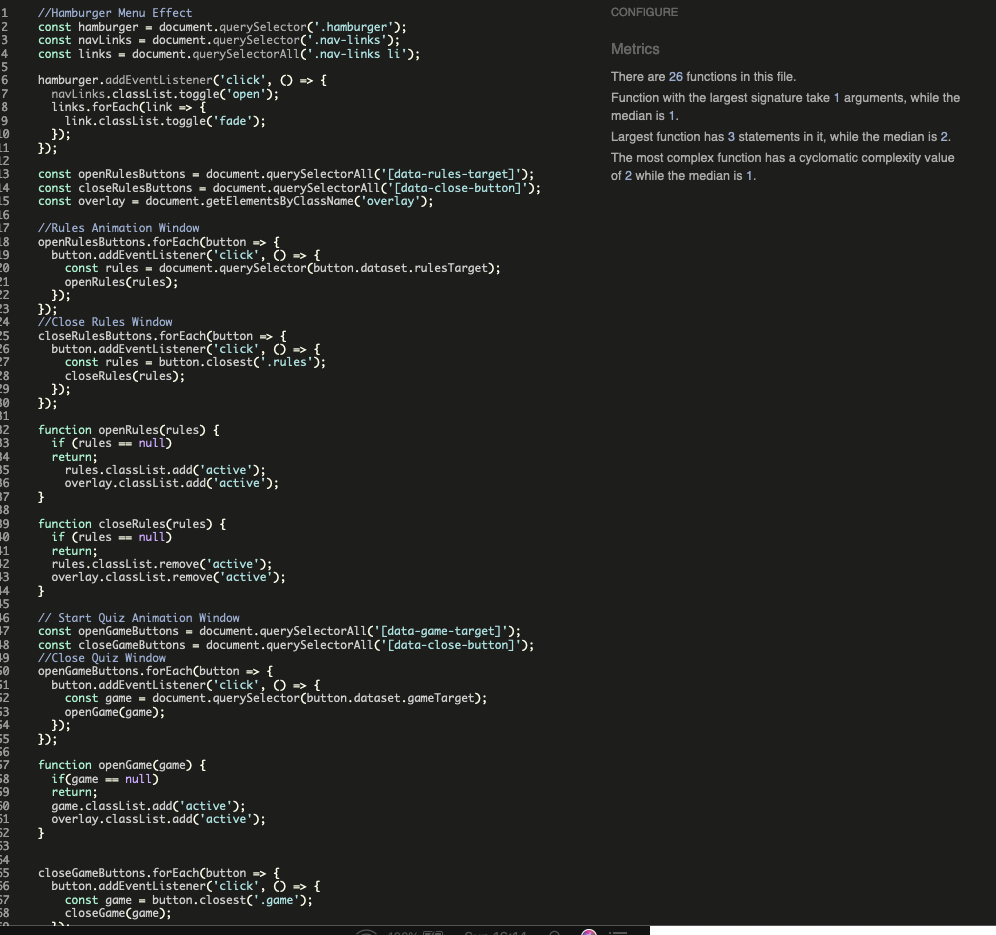 1 //Hamburger Menu Effect
2 const hamburger = document.querySelector('.hamburger');
3 const navLinks = document.querySelector('.nav-links');
4 const links = document.querySelectorAll('.nav-links li');
5
6 hamburger.addEventListener('click', () => {
7 navLinks.classList.toggle('open');
8 links.forEach(link => {
9 link.classList.toggle('fade');
10 });
11 });
12
13 const openRulesButtons = document.querySelectorAll('[data-rules-target]');
14 const closeRulesButtons = document.querySelectorAll('[data-close-button]');
15 const overlay = document.getElementsByClassName('overlay');
16
17 //Rules Animation Window
18 openRulesButtons.forEach(button => {
19 button.addEventListener('click', () => {
20 const rules = document.querySelector(button.dataset.rulesTarget);
21 openRules(rules);
22 });
23 });
24 //Close Rules Window
25 closeRulesButtons.forEach(button => {
26 button.addEventListener('click', () => {
27 const rules = button.closest('.rules');
28 closeRules(rules);
29 });
30 });
31
32 function openRules(rules) {
33 if (rules == null)
34 return;
35 rules.classList.add('active');
36 overlay.classList.add('active');
37 }
38
39 function closeRules(rules) {
40 if (rules == null)
41 return;
42 rules.classList.remove('active');
43 overlay.classList.remove('active');
44 }
45
46 // Start Quiz Animation Window
47 const openGameButtons = document.querySelectorAll('[data-game-target]');
48 const closeGameButtons = document.querySelectorAll('[data-close-button]');
49 //Close Quiz Window
50 openGameButtons.forEach(button => {
51 button.addEventListener('click', () => {
52 const game = document.querySelector(button.dataset.gameTarget);
53 openGame(game);
54 });
55 });
56
57 function openGame(game) {
58 if(game == null)
59 return;
60 game.classList.add('active');
61 overlay.classList.add('active');
62 }
63
64
65 closeGameButtons.forEach(button => {
66 button.addEventListener('click', () => {
67 const game = button.closest('.game');
68 closeGame(game);
CONFIGURE
Metrics
There are 26 functions in this file.
Function with the largest signature take 1 arguments, while the
median is 1.
Largest function has 3 statements in it, while the median is 2.
The most complex function has a cyclomatic complexity value
of 2 while the median is 1.